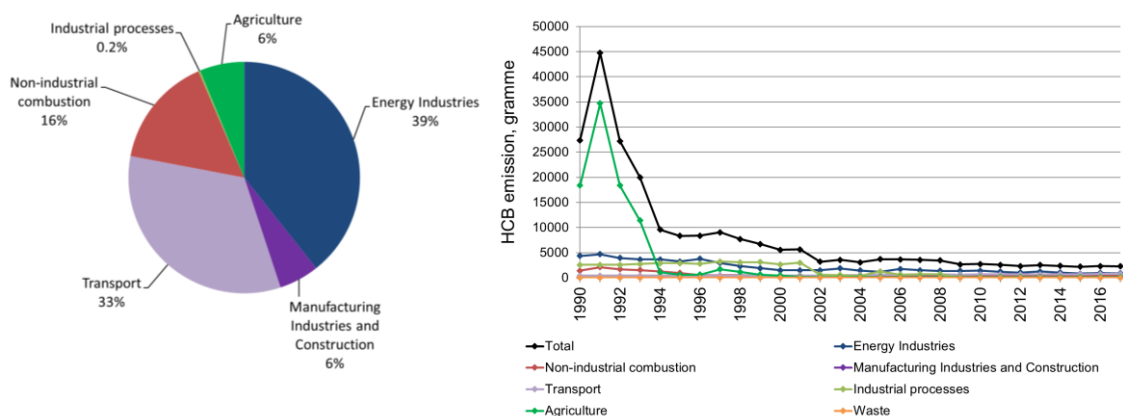 Industrial processes
0.2%
Agriculture
6%
Non-industrial
combustion
16%
Energy Industries
39%
Transport
33%
Manufacturing
Industries and
Construction
6%
HCB emission, gramme
50000
45000
40000
35000
30000
25000
20000
15000
10000
5000
0
1990
1992
1994
1996
1998
2000
2002
2004
2006
2008
2010
2012
2014
2016
Total
Energy Industries
Non-industrial combustion
Manufacturing Industries and Construction
Transport
Industrial processes
Agriculture
Waste